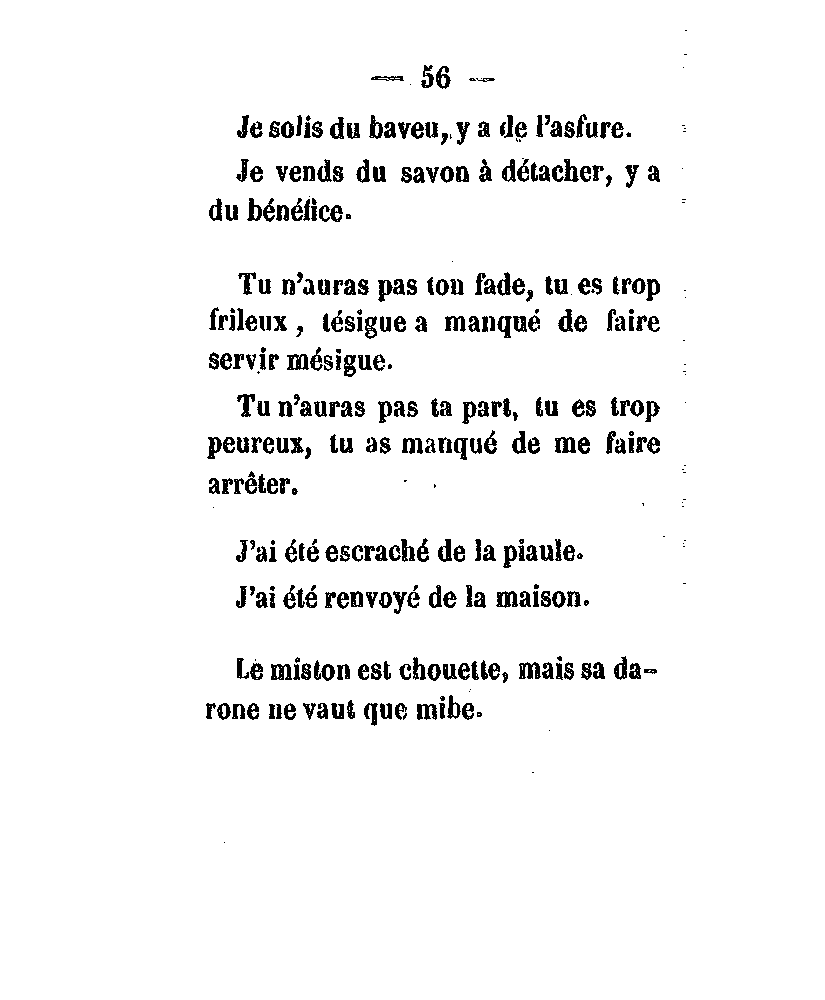 — 56 —
Je solis du baveu, y a de l'asfure.
Je vends du savon à détacher, y a
du bénéfice.
Tu n'auras pas ton fade, tu es trop
frileux, tésigue a manqué de faire
servir mésigue.
Tu n'auras pas ta part, tu es trop
peureux, tu as manqué de me faire
arrêter.
J'ai été escraché de la piaule.
J'ai été renvoyé de la maison.
Le miston est chouette, mais sa da-
rone ne vaut que mibe.